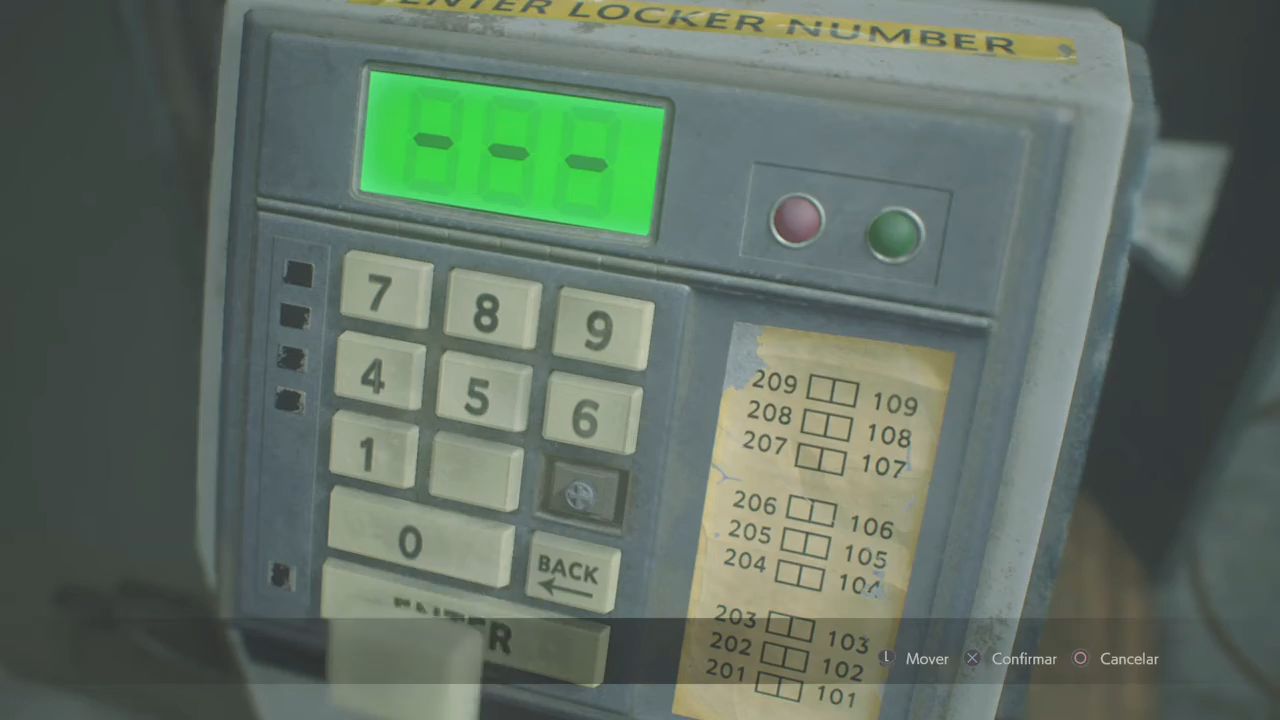 ENTER LOCKER NUMBER
- - -
7 8 9
4 5 6
1
0 BACK
ENTER
209 109
208 108
207 107
206 106
205 105
204 104
203 103
202 102
201 101
L Mover X Confirmar O Cancelar